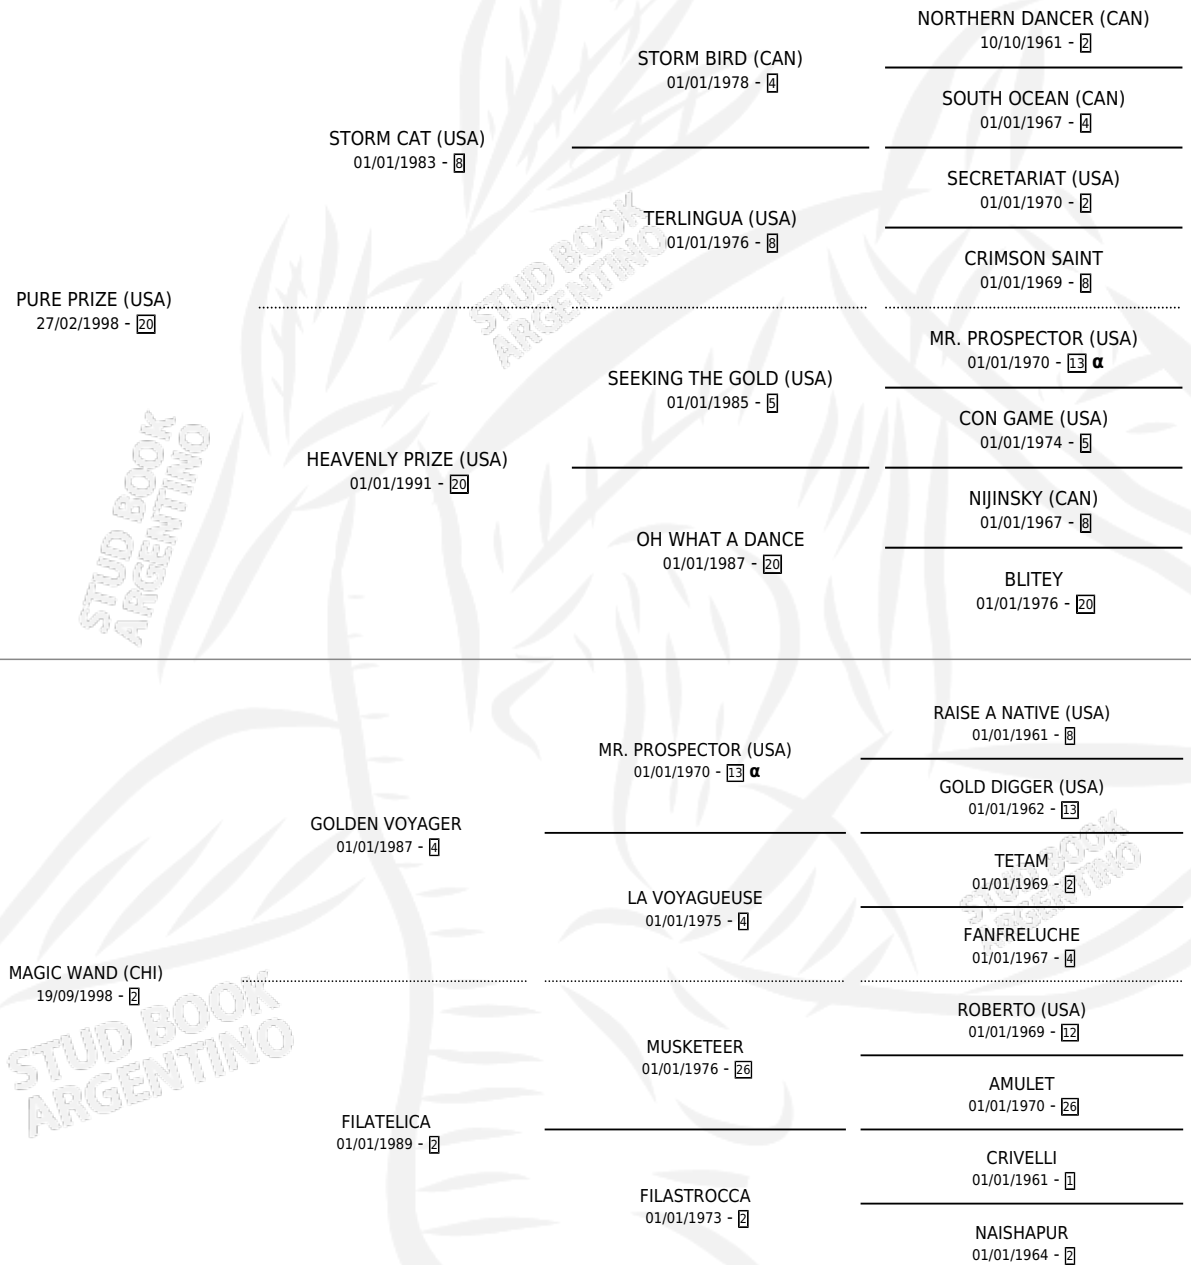 NORTHERN DANCER (CAN)
10/10/1961 - 2
STORM BIRD (CAN)
01/01/1978 - 4
SOUTH OCEAN (CAN)
01/01/1967 - 4
STORM CAT (USA)
01/01/1983 - 8
SECRETARIAT (USA)
01/01/1970 - 2
TERLINGUA (USA)
01/01/1976 - 8
CRIMSON SAINT
01/01/1969 - 8
PURE PRIZE (USA)
27/02/1998 - 20
MR. PROSPECTOR (USA)
01/01/1970 - 13 α
SEEKING THE GOLD (USA)
01/01/1985 - 5
CON GAME (USA)
01/01/1974 - 5
HEAVENLY PRIZE (USA)
01/01/1991 - 20
NIJINSKY (CAN)
01/01/1967 - 8
OH WHAT A DANCE
01/01/1987 - 20
BLITEY
01/01/1976 - 20
RAISE A NATIVE (USA)
01/01/1961 - 8
MR. PROSPECTOR (USA)
01/01/1970 - 13 α
GOLD DIGGER (USA)
01/01/1962 - 13
GOLDEN VOYAGER
01/01/1987 - 4
TETAM
01/01/1969 - 2
LA VOYAGUEUSE
01/01/1975 - 4
FANFRELUCHE
01/01/1967 - 4
MAGIC WAND (CHI)
19/09/1998 - 2
ROBERTO (USA)
01/01/1969 - 12
MUSKETEER
01/01/1976 - 26
AMULET
01/01/1970 - 26
FILATELICA
01/01/1989 - 2
CRIVELLI
01/01/1961 - 1
FILASTROCCA
01/01/1973 - 2
NAISHAPUR
01/01/1964 - 2
STUD BOOK
ARGENTINO
STUD BOOK
ARGENTINO
STUD BOOK
ARGENTINO
STUD BOOK
ARGENTINO